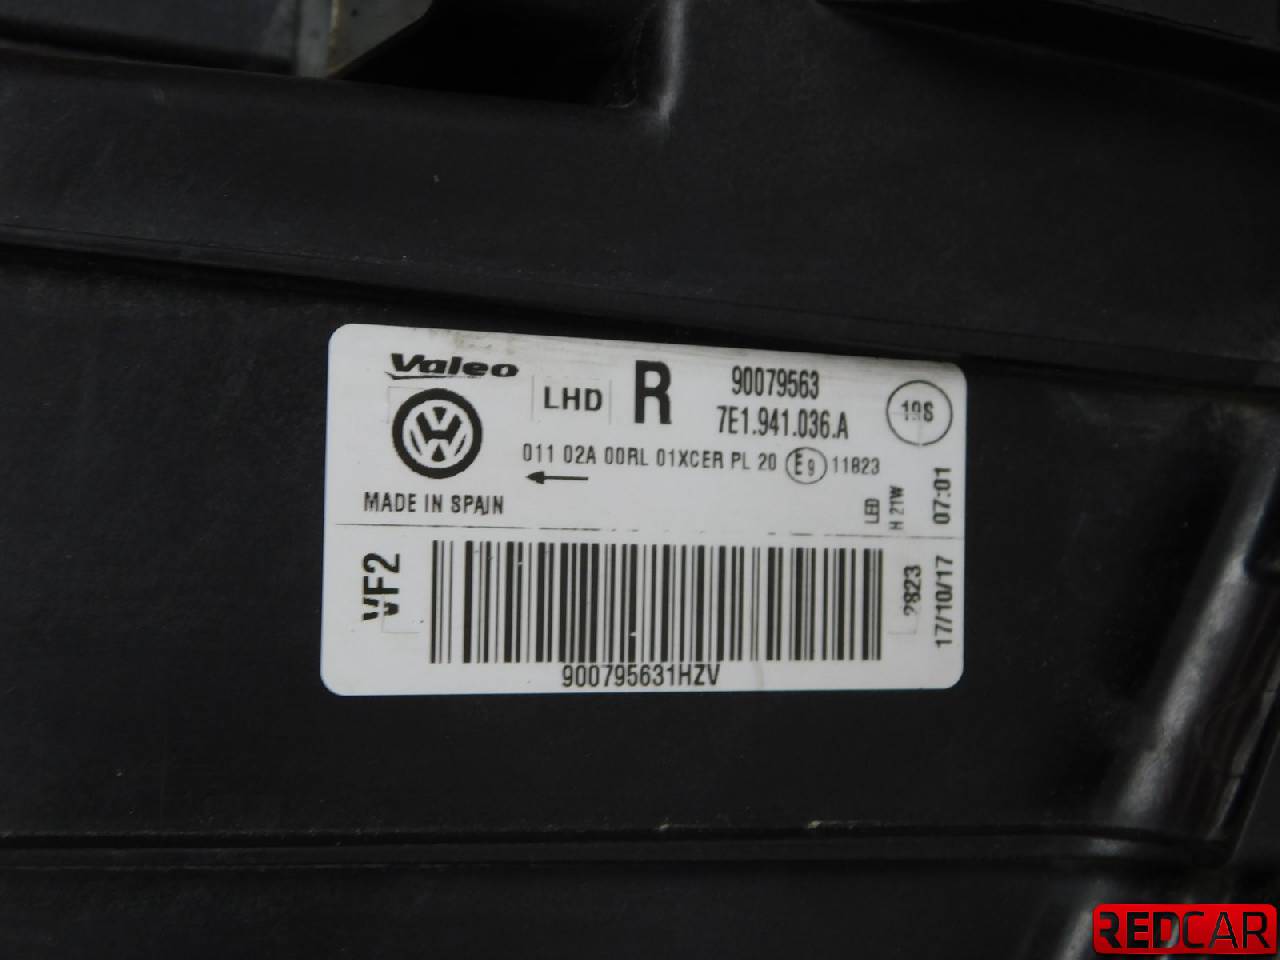 Valeo
LHD R 90079563
7E1.941.036.A
19S
011 02A 00RL 01XCER PL 20 E9 11823
MADE IN SPAIN
LED
H 21W
07:01
VF2
2823
17/10/17
900795631HZV
REDCAR